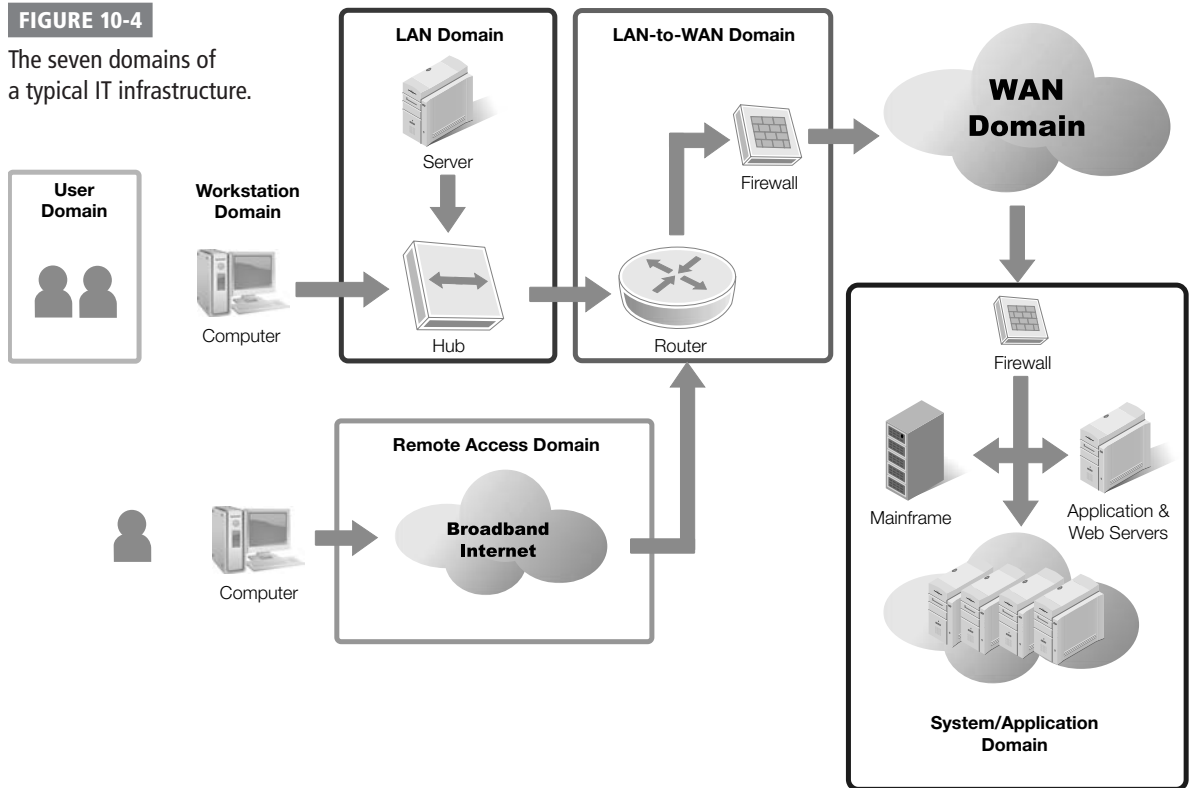 FIGURE 10-4
The seven domains of
a typical IT infrastructure.
User
Domain
Workstation
Domain
Computer
LAN Domain
Server
Hub
LAN-to-WAN Domain
Firewall
Router
WAN
Domain
Remote Access Domain
Broadband
Internet
Computer
Firewall
Mainframe
Application &
Web Servers
System/Application
Domain